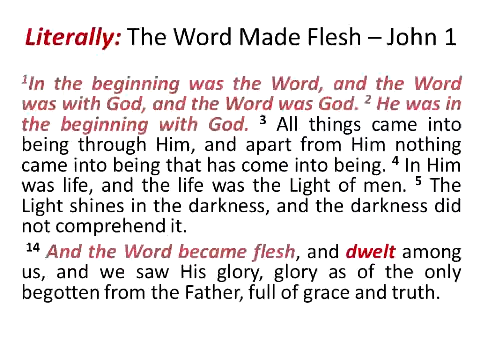 Literally: The Word Made Flesh – John 1
¹In the beginning was the Word, and the Word
was with God, and the Word was God. ² He was in
the beginning with God. ³ All things came into
being through Him, and apart from Him nothing
came into being that has come into being. ⁴ In Him
was life, and the life was the Light of men. ⁵ The
Light shines in the darkness, and the darkness did
not comprehend it.
¹⁴ And the Word became flesh, and dwelt among
us, and we saw His glory, glory as of the only
begotten from the Father, full of grace and truth.